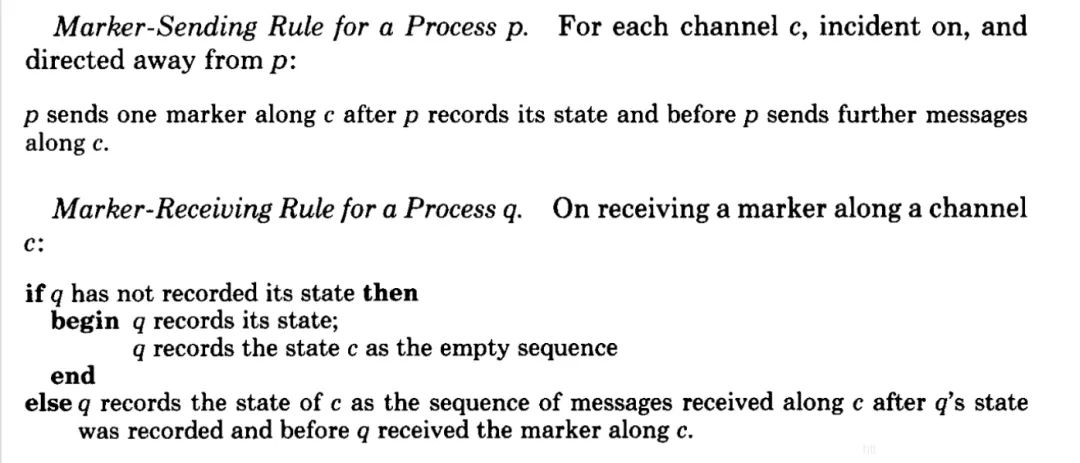 Marker-Sending Rule for a Process p. For each channel c, incident on, and
directed away from p:
p sends one marker along c after p records its state and before p sends further messages
along c.
Marker-Receiving Rule for a Process q. On receiving a marker along a channel
c:
if q has not recorded its state then
begin q records its state;
q records the state c as the empty sequence
end
else q records the state of c as the sequence of messages received along c after q's state
was recorded and before q received the marker along c.